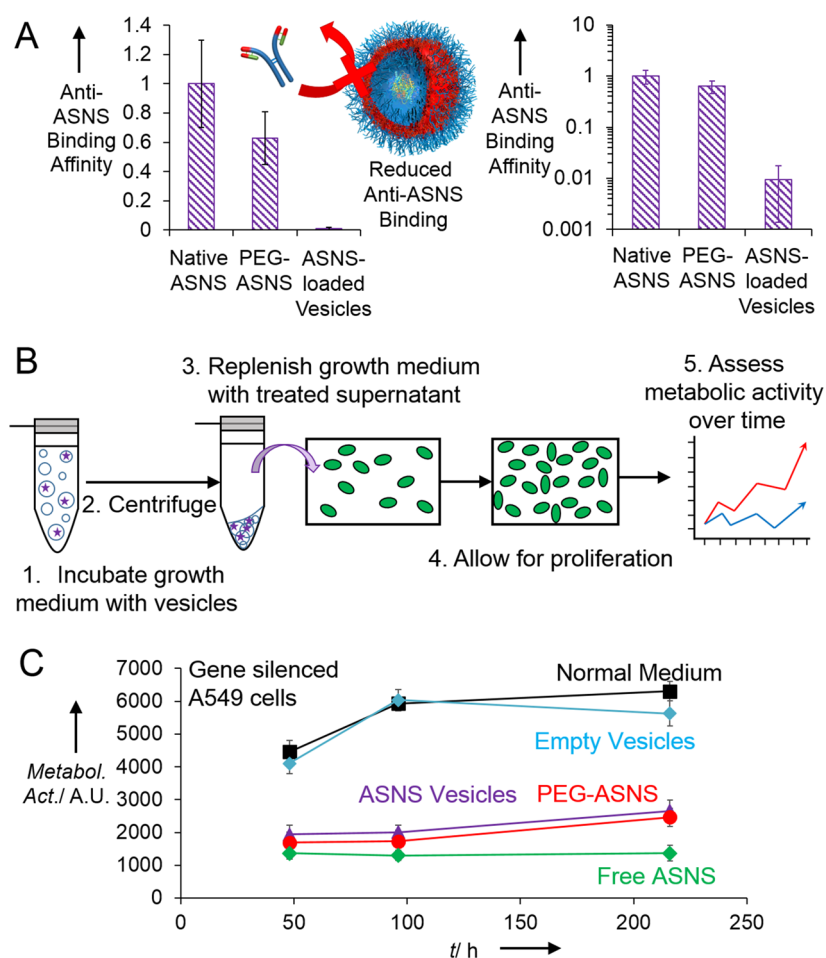 A
Anti-
ASNS
Binding
Affinity
1.4
1.2
1
0.8
0.6
0.4
0.2
0
Native
ASNS
PEG-
ASNS
ASNS-
loaded
Vesicles
Reduced
Anti-ASNS
Binding
Anti-
ASNS
Binding
Affinity
10
1
0.1
0.01
0.001
Native
ASNS
PEG-
ASNS
ASNS-
loaded
Vesicles
B
1. Incubate growth
medium with vesicles
2. Centrifuge
3. Replenish growth medium
with treated supernatant
4. Allow for proliferation
5. Assess
metabolic activity
over time
C
Metabol.
Act./ A.U.
7000
6000
5000
4000
3000
2000
1000
0
Gene silenced
A549 cells
Normal Medium
Empty Vesicles
ASNS Vesicles
PEG-ASNS
Free ASNS
0
50
100
150
200
250
t/ h